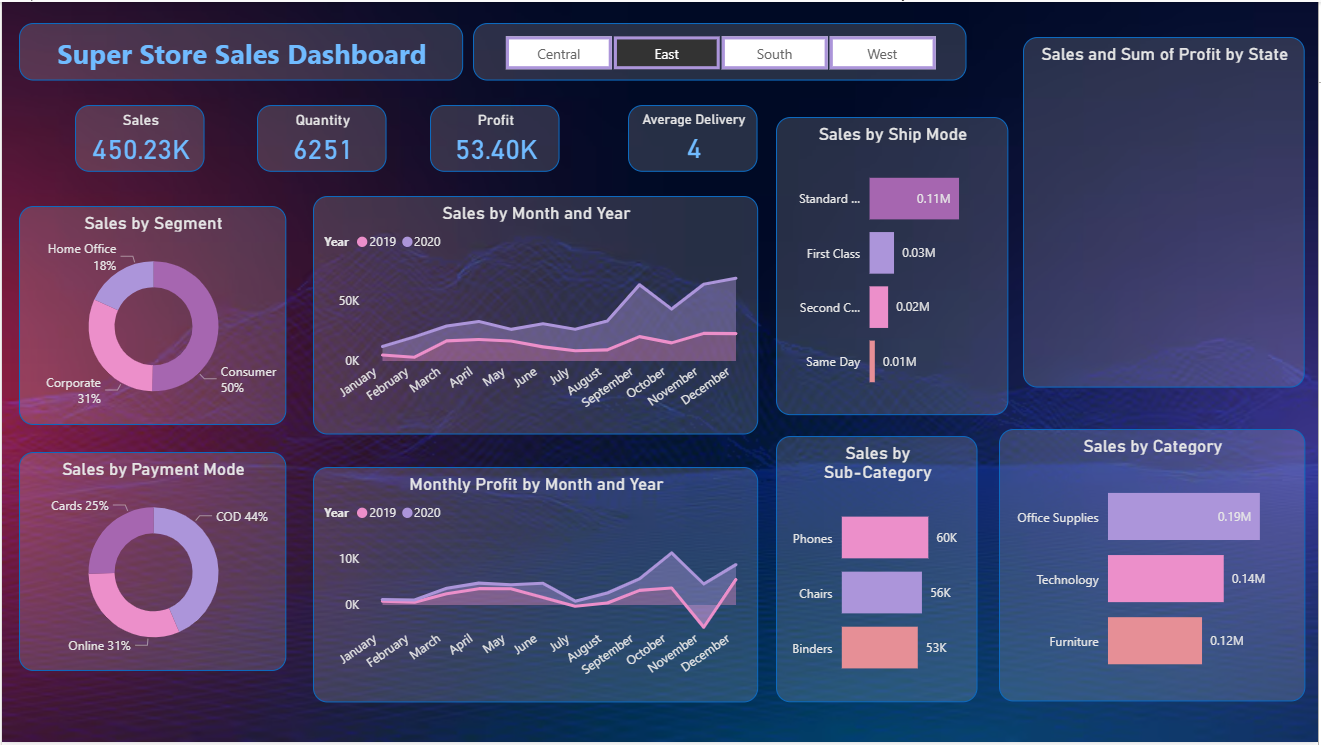 Super Store Sales Dashboard
Central
East
South
West
Sales and Sum of Profit by State
Sales
450.23K
Quantity
6251
Profit
53.40K
Average Delivery
4
Sales by Ship Mode
Standard ...
0.11M
First Class
0.03M
Second C...
0.02M
Same Day
0.01M
Sales by Segment
Home Office
18%
Corporate
31%
Consumer
50%
Sales by Month and Year
Year 2019 2020
50K
0K
January
February
March
April
May
June
July
August
September
October
November
December
Sales by Payment Mode
Cards 25%
COD 44%
Online 31%
Monthly Profit by Month and Year
Year 2019 2020
10K
0K
January
February
March
April
May
June
July
August
September
October
November
December
Sales by
Sub-Category
Phones
60K
Chairs
56K
Binders
53K
Sales by Category
Office Supplies
0.19M
Technology
0.14M
Furniture
0.12M